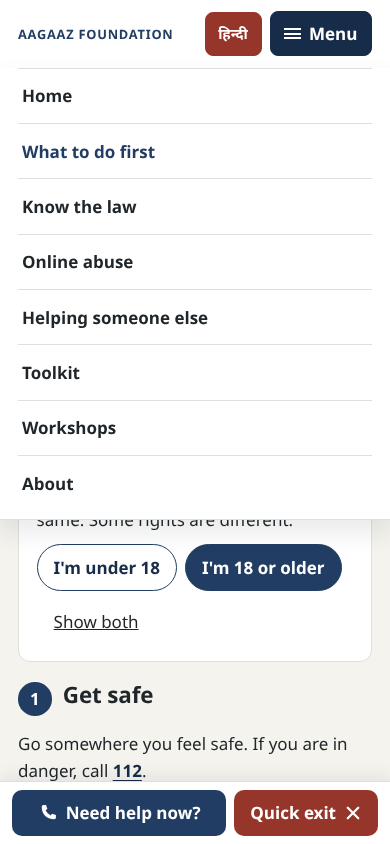 AAGAAZ FOUNDATION
हिन्दी
Menu
Home
What to do first
Know the law
Online abuse
Helping someone else
Toolkit
Workshops
About
same. Some rights are different.
I'm under 18
I'm 18 or older
Show both
1
Get safe
Go somewhere you feel safe. If you are in
danger, call 112.
Need help now?
Quick exit